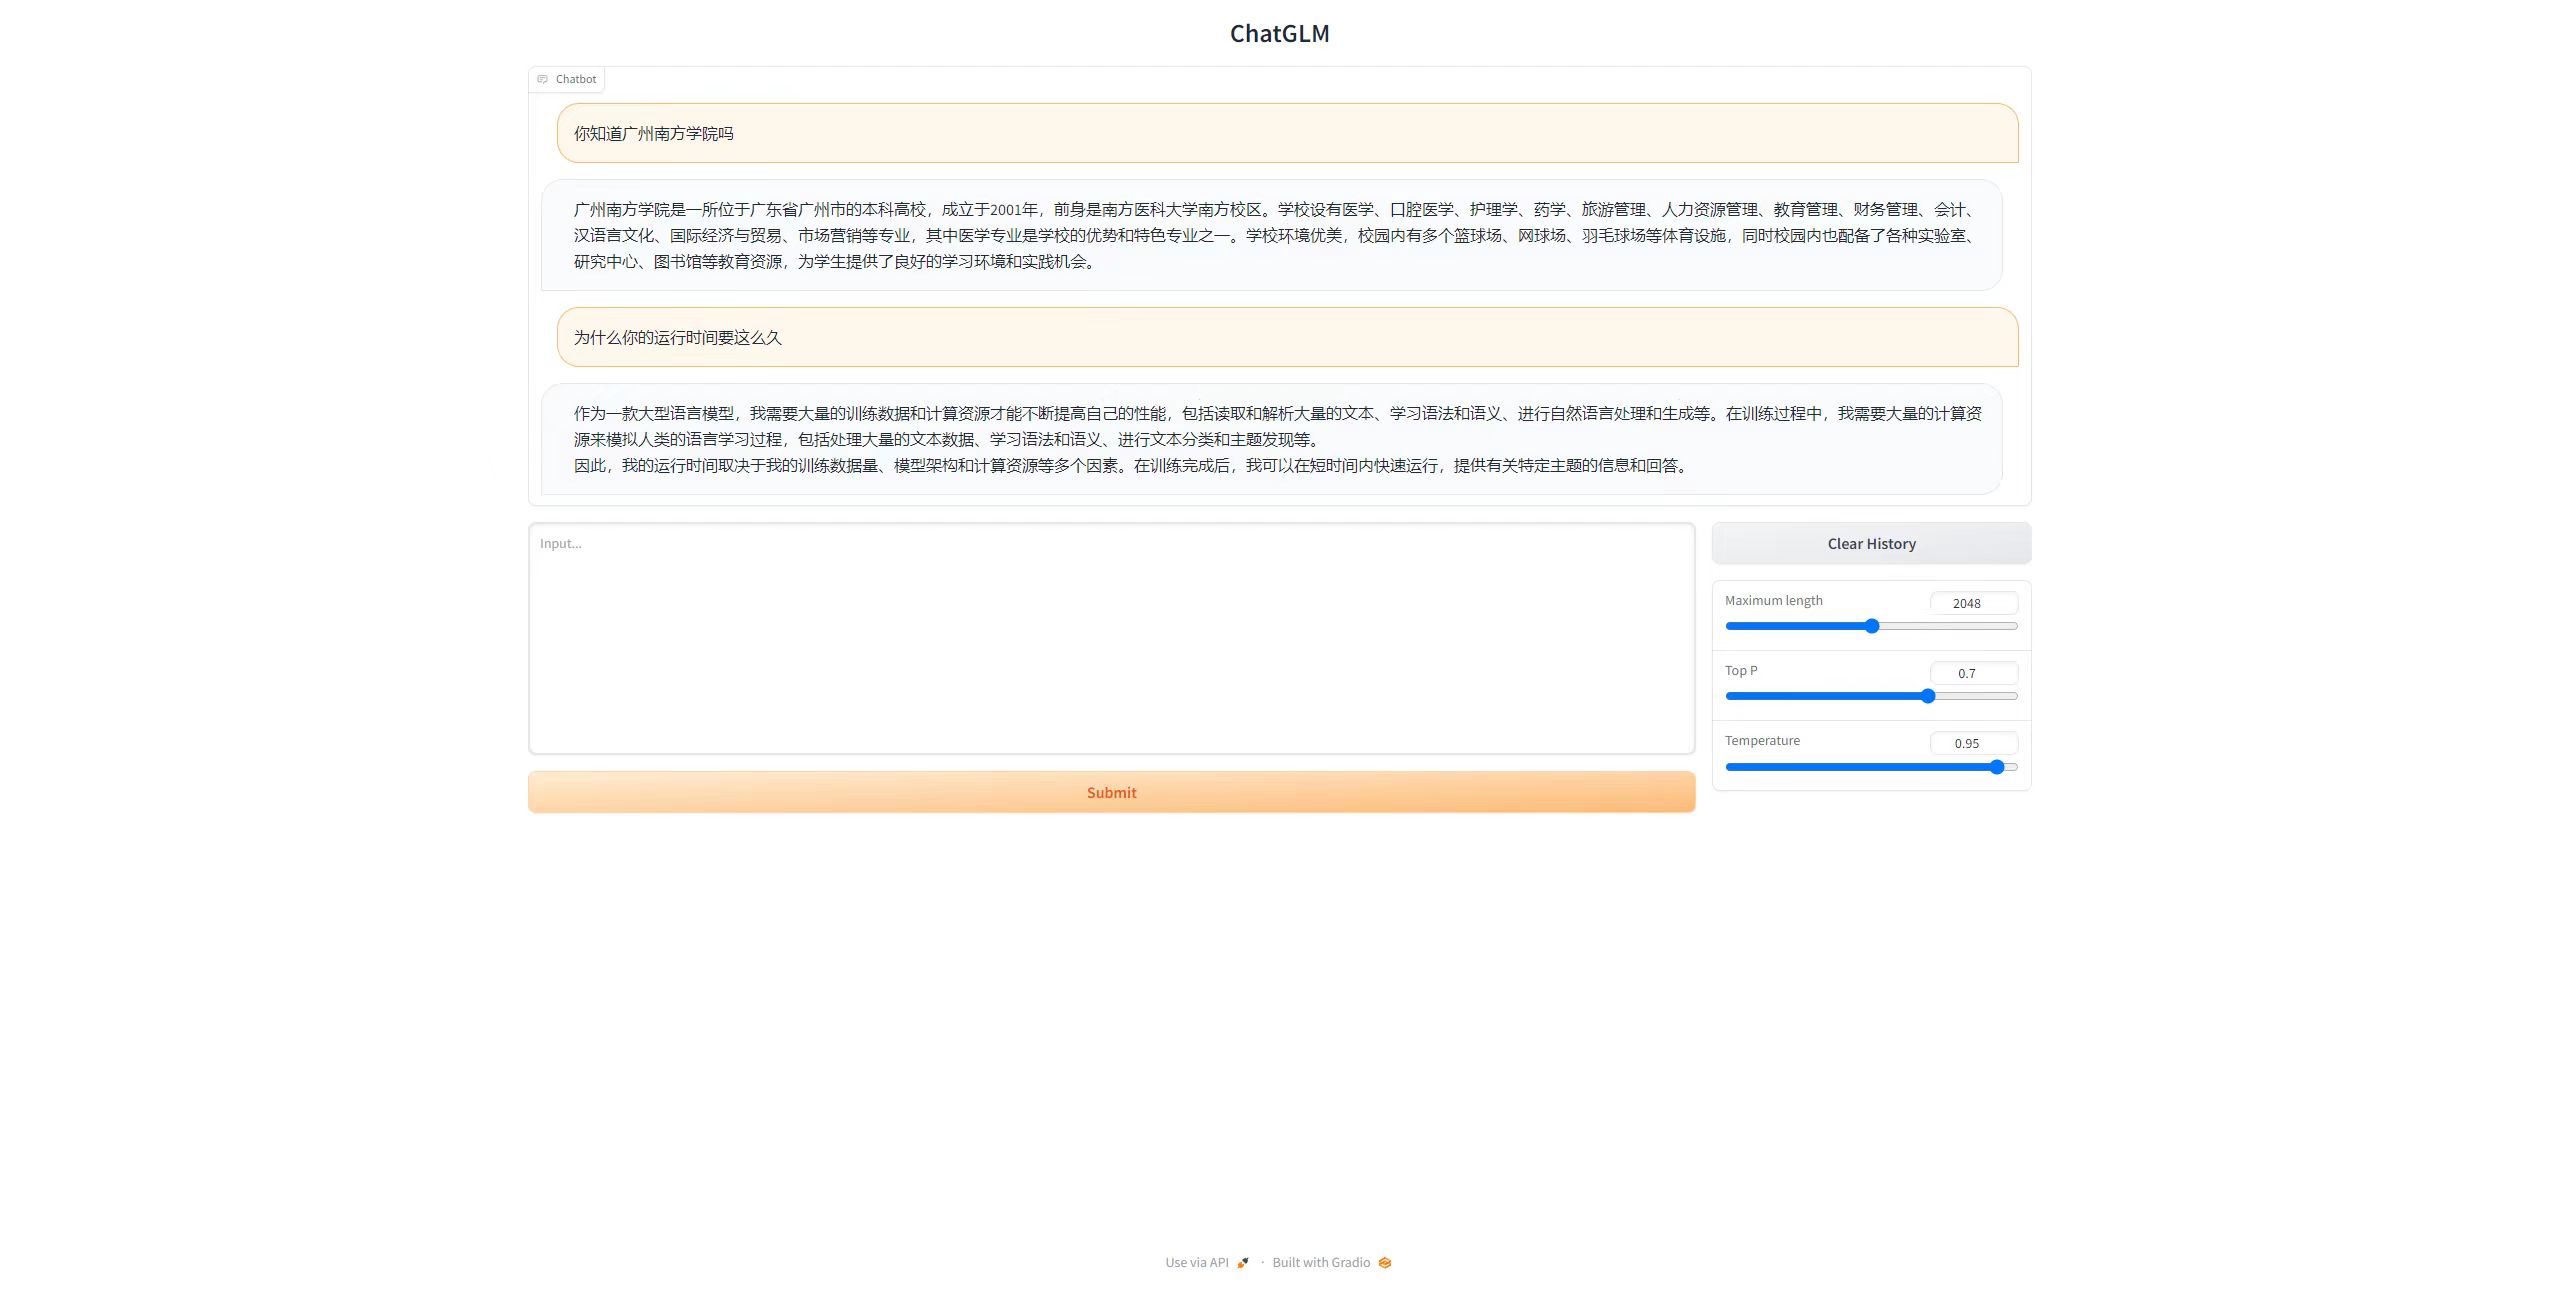 ChatGLM
Chatbot
你知道广州南方学院吗
广州南方学院是一所位于广东省广州市的本科高校，成立于2001年，前身是南方医科大学南方校区。学校设有医学、口腔医学、护理学、药学、旅游管理、人力资源管理、教育管理、财务管理、会计、
汉语言文化、国际经济与贸易、市场营销等专业，其中医学专业是学校的优势和特色专业之一。学校环境优美，校园内有多个篮球场、网球场、羽毛球场等体育设施，同时校园内也配备了各种实验室、
研究中心、图书馆等教育资源，为学生提供了良好的学习环境和实践机会。
为什么你的运行时间要这么久
作为一款大型语言模型，我需要大量的训练数据和计算资源才能不断提高自己的性能，包括读取和解析大量的文本、学习语法和语义、进行自然语言处理和生成等。在训练过程中，我需要大量的计算资
源来模拟人类的语言学习过程，包括处理大量的文本数据、学习语法和语义、进行文本分类和主题发现等。
因此，我的运行时间取决于我的训练数据量、模型架构和计算资源等多个因素。在训练完成后，我可以在短时间内快速运行，提供有关特定主题的信息和回答。
Input...
Clear History
Maximum length 2048
Top P 0.7
Temperature 0.95
Submit
Use via API · Built with Gradio